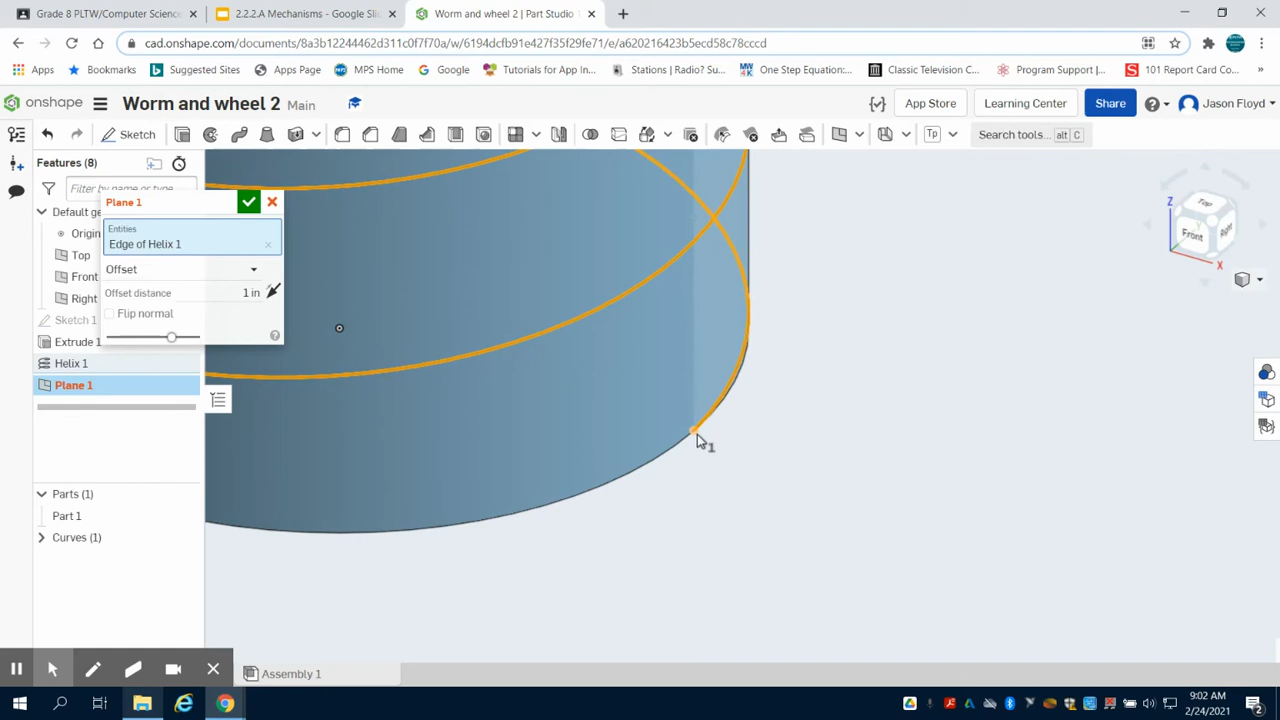 Grade 8 PLTW/Computer Science
2.2.2.A Mechanisms - Google Sli
Worm and wheel 2 | Part Studio
cad.onshape.com/documents/8a3b12244462d311c0f7f70a/w/6194dcfb91e427f35f29fe71/e/a620216423b5ecd58c78cccd
Apps
Bookmarks
Suggested Sites
Apps Page
MPS Home
Google
Tutorials for App In...
Stations | Radio? Su...
One Step Equation:...
Classic Television C...
Program Support |...
101 Report Card Co...
»
onshape
Worm and wheel 2
Main
App Store
Learning Center
Share
Jason Floyd
Sketch
Tp
Search tools...
alt
C
Features (8)
Filter by name or type
Default ge
Origin
Top
Front
Right
Sketch 1
Extrude 1
Helix 1
Plane 1
Plane 1
Entities
Edge of Helix 1
Offset
Offset distance
1 in
Flip normal
Parts (1)
Part 1
Curves (1)
1
Z
Top
Front
Right
X
Assembly 1
9:02 AM
2/24/2021
2